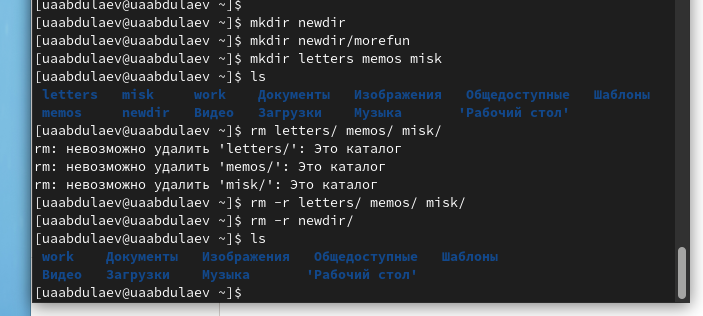 [uaabdulaev@uaabdulaev ~]$
[uaabdulaev@uaabdulaev ~]$ mkdir newdir
[uaabdulaev@uaabdulaev ~]$ mkdir newdir/morefun
[uaabdulaev@uaabdulaev ~]$ mkdir letters memos misk
[uaabdulaev@uaabdulaev ~]$ ls
letters misk work Документы Изображения Общедоступные Шаблоны
memos newdir Видео Загрузки Музыка 'Рабочий стол'
[uaabdulaev@uaabdulaev ~]$ rm letters/ memos/ misk/
rm: невозможно удалить 'letters/': Это каталог
rm: невозможно удалить 'memos/': Это каталог
rm: невозможно удалить 'misk/': Это каталог
[uaabdulaev@uaabdulaev ~]$ rm -r letters/ memos/ misk/
[uaabdulaev@uaabdulaev ~]$ rm -r newdir/
[uaabdulaev@uaabdulaev ~]$ ls
work Документы Изображения Общедоступные Шаблоны
Видео Загрузки Музыка 'Рабочий стол'
[uaabdulaev@uaabdulaev ~]$